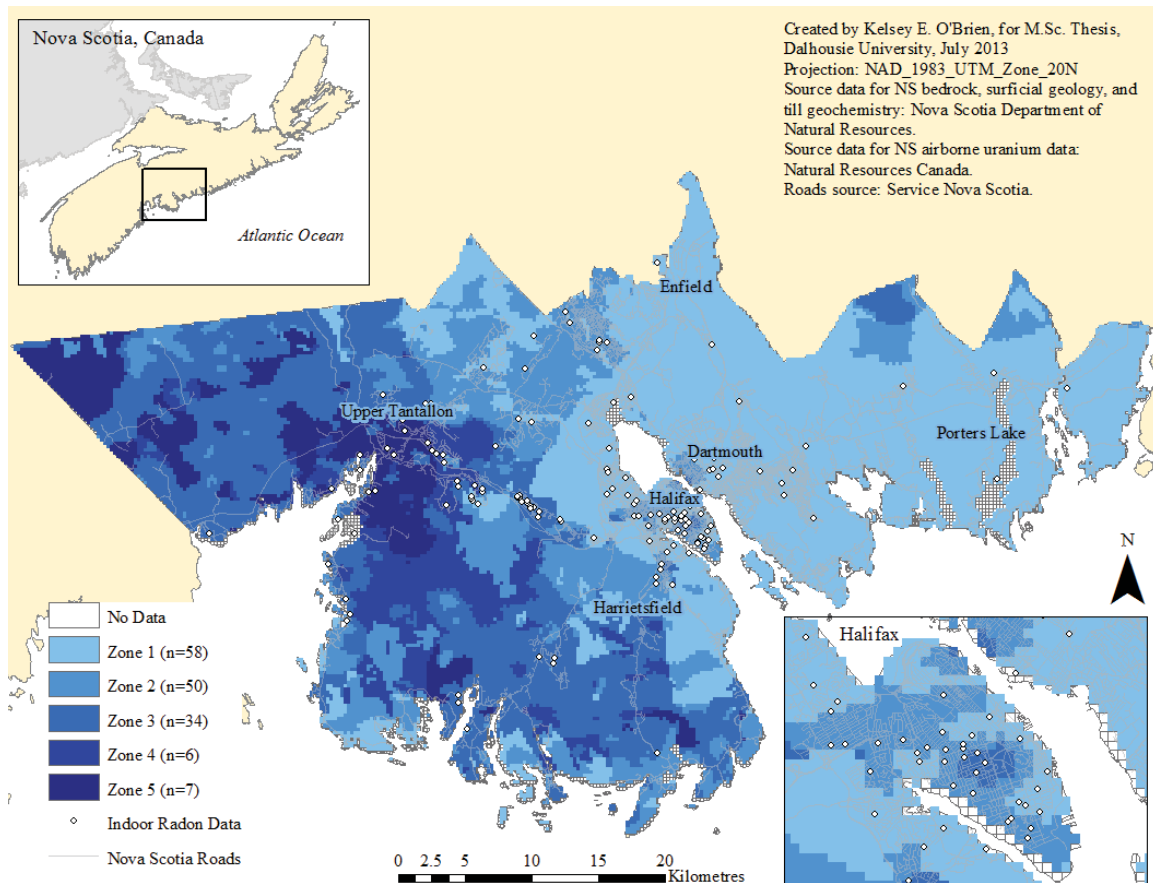 Nova Scotia, Canada
Atlantic Ocean
Created by Kelsey E. O'Brien, for M.Sc. Thesis,
Dalhousie University, July 2013
Projection: NAD_1983_UTM_Zone_20N
Source data for NS bedrock, surficial geology, and
till geochemistry: Nova Scotia Department of
Natural Resources.
Source data for NS airborne uranium data:
Natural Resources Canada.
Roads source: Service Nova Scotia.
Enfield
Upper Tantallon
Porters Lake
Dartmouth
Halifax
Harrietsfield
N
No Data
Zone 1 (n=58)
Zone 2 (n=50)
Zone 3 (n=34)
Zone 4 (n=6)
Zone 5 (n=7)
Indoor Radon Data
Nova Scotia Roads
0 2.5 5 10 15 20
Kilometres
Halifax